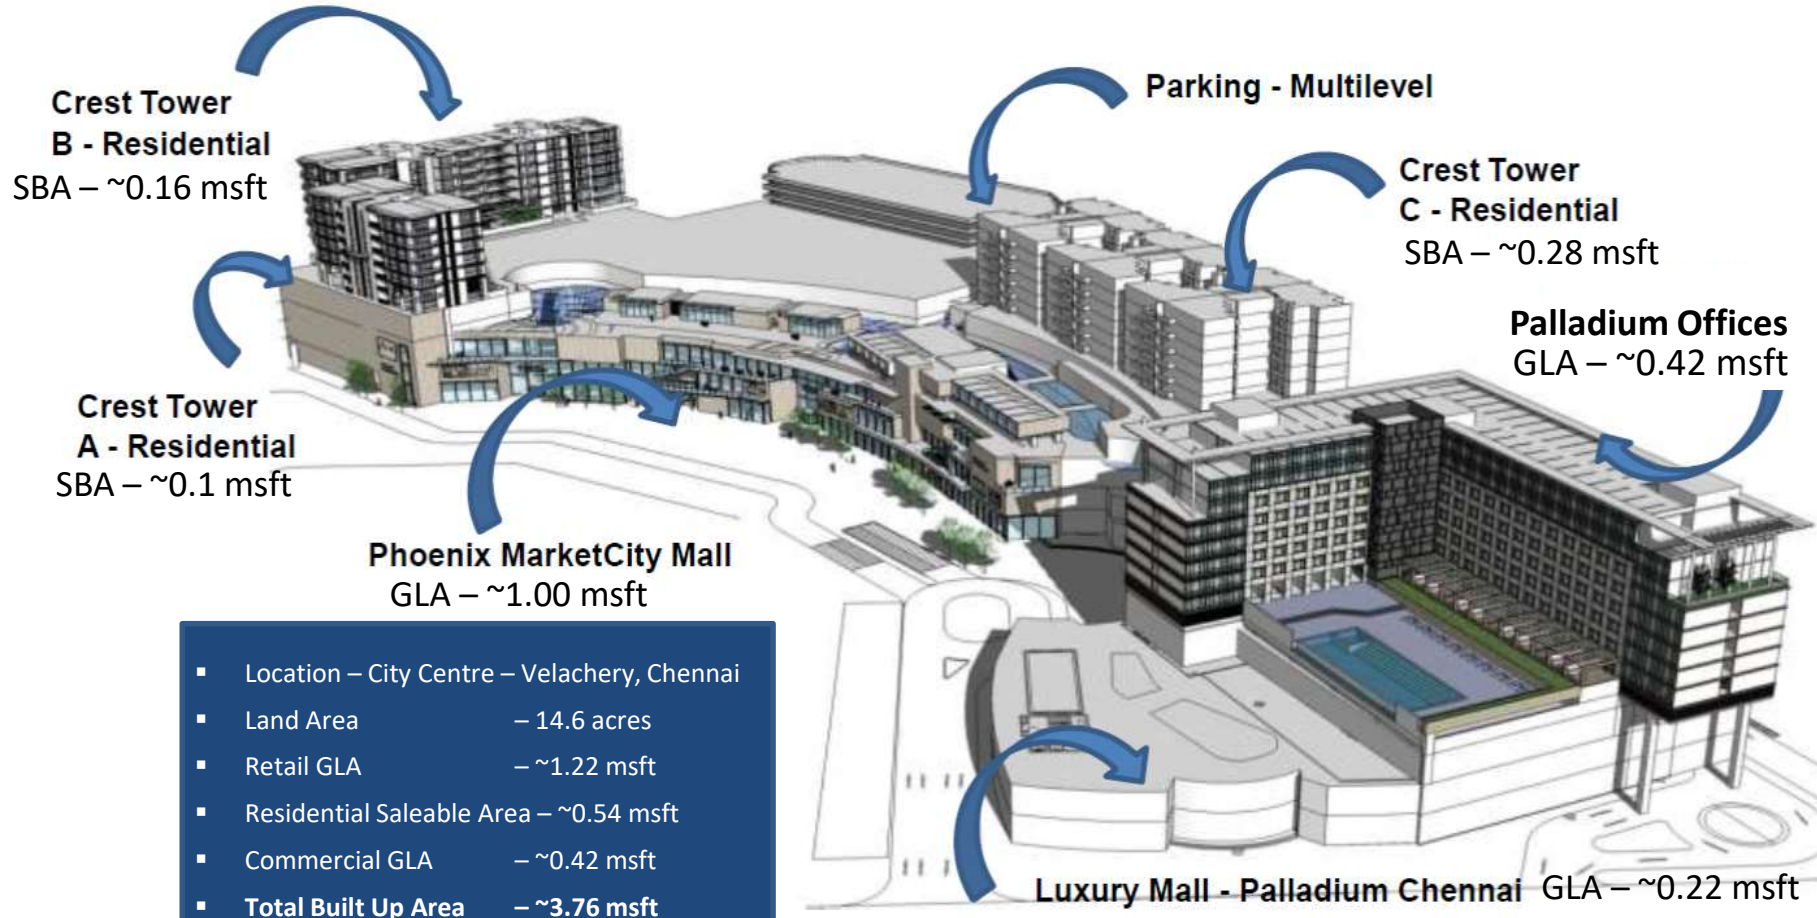 Crest Tower
B - Residential
SBA – ~0.16 msft
Parking - Multilevel
Crest Tower
C - Residential
SBA – ~0.28 msft
Palladium Offices
GLA – ~0.42 msft
Crest Tower
A - Residential
SBA – ~0.1 msft
Phoenix MarketCity Mall
GLA – ~1.00 msft
▪ Location – City Centre – Velachery, Chennai
▪ Land Area – 14.6 acres
▪ Retail GLA – ~1.22 msft
▪ Residential Saleable Area – ~0.54 msft
▪ Commercial GLA – ~0.42 msft
▪ Total Built Up Area – ~3.76 msft
Luxury Mall - Palladium Chennai GLA – ~0.22 msft